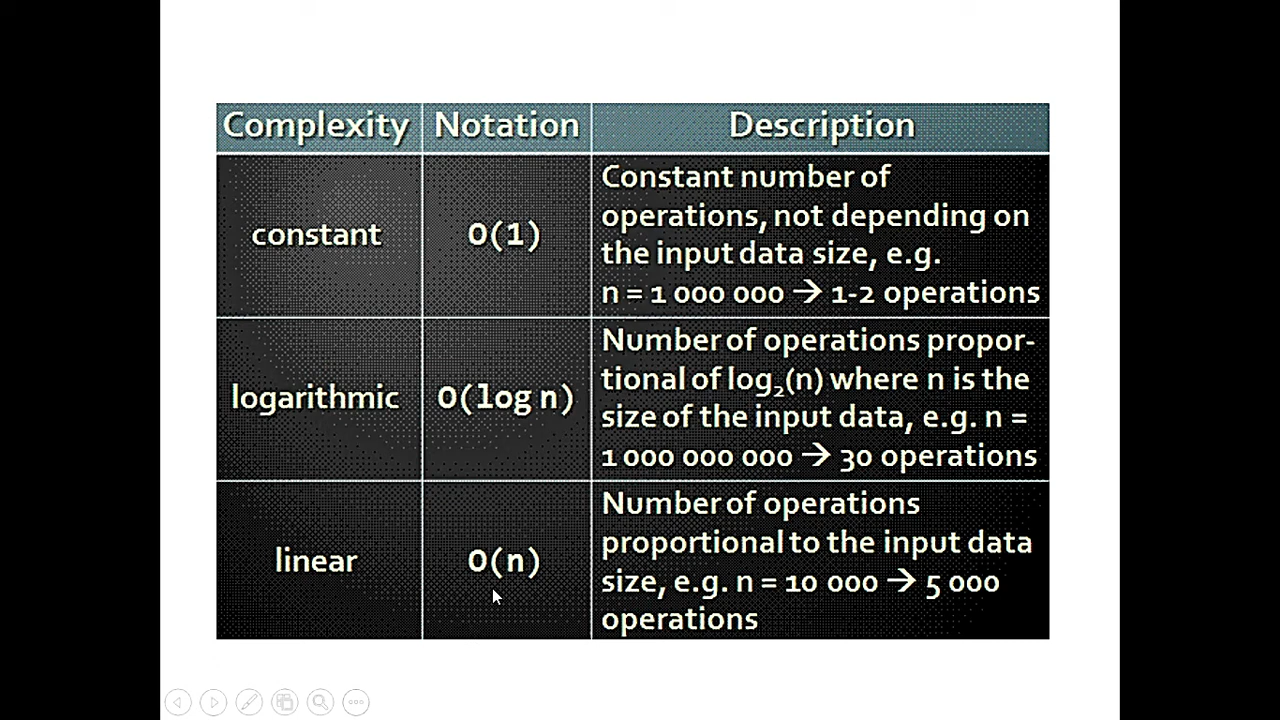 Complexity Notation Description
constant
O(1)
Constant number of
operations, not depending on
the input data size, e.g.
n = 1 000 000 → 1-2 operations
logarithmic
O(log n)
Number of operations propor-
tional of log₂(n) where n is the
size of the input data, e.g. n =
1 000 000 000 → 30 operations
linear
O(n)
Number of operations
proportional to the input data
size, e.g. n = 10 000 → 5 000
operations